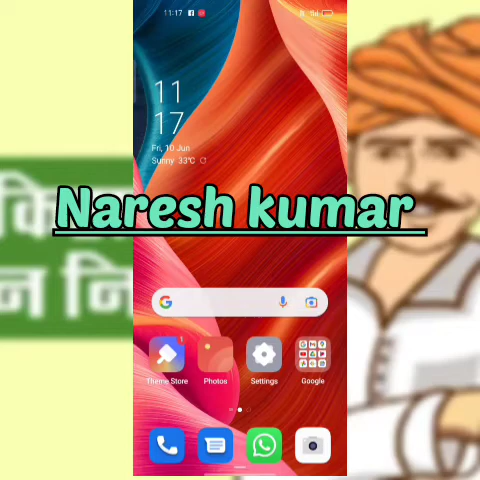 11:17
11
17
Fri, 10 Jun
Sunny 33°C
Naresh kumar
Theme Store
Photos
Settings
Google